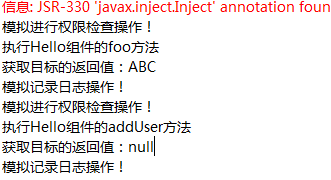 信息: JSR-330 'javax.inject.Inject' annotation foun
模拟进行权限检查操作！
执行Hello组件的foo方法
获取目标的返回值：ABC
模拟记录日志操作！
模拟进行权限检查操作！
执行Hello组件的addUser方法
获取目标的返回值：null
模拟记录日志操作！